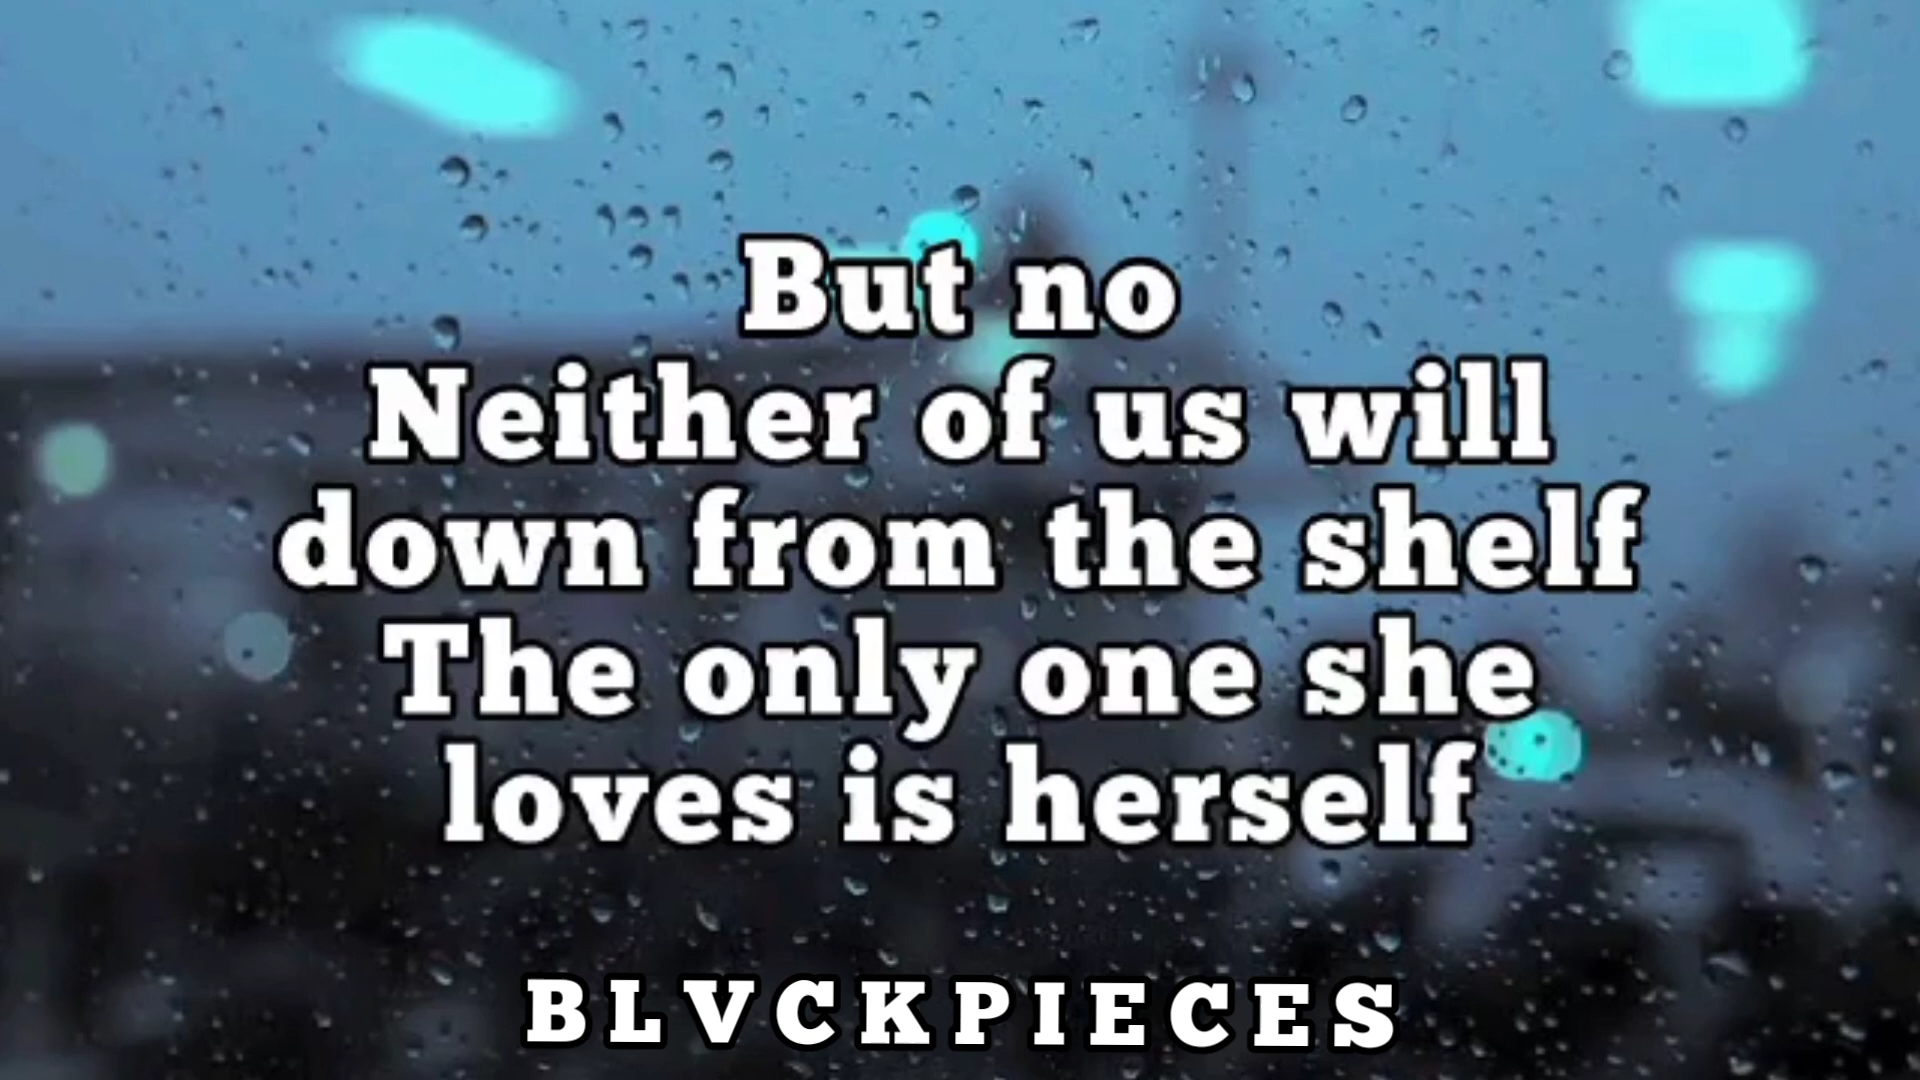 But no
Neither of us will
down from the shelf
The only one she
loves is herself
BLVCKPIECES